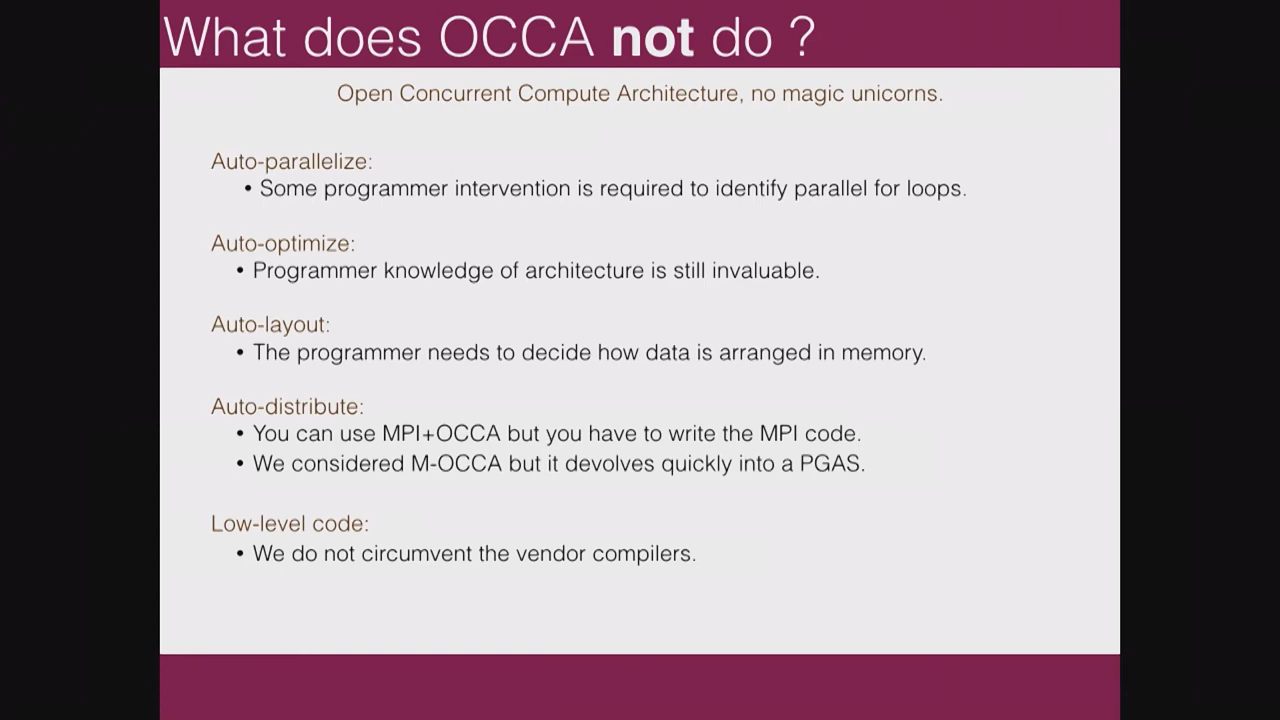 What does OCCA not do ?
Open Concurrent Compute Architecture, no magic unicorns.
Auto-parallelize:
• Some programmer intervention is required to identify parallel for loops.
Auto-optimize:
• Programmer knowledge of architecture is still invaluable.
Auto-layout:
• The programmer needs to decide how data is arranged in memory.
Auto-distribute:
• You can use MPI+OCCA but you have to write the MPI code.
• We considered M-OCCA but it devolves quickly into a PGAS.
Low-level code:
• We do not circumvent the vendor compilers.